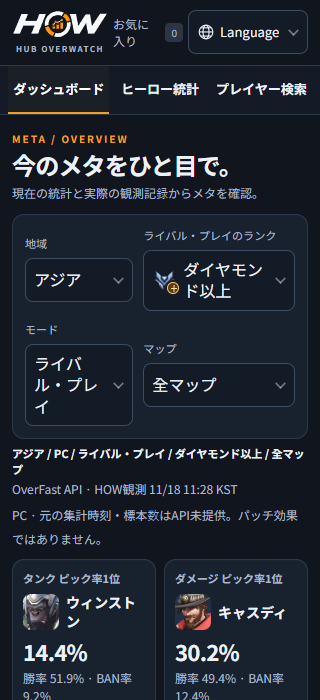 HOW
HUB OVERWATCH
お気に
入り
0
Language
ダッシュボード ヒーロー統計 プレイヤー検索
META / OVERVIEW
今のメタをひと目で。
現在の統計と実際の観測記録からメタを確認。
地域
ライバル・プレイのランク
アジア
ダイヤモン
ド以上
モード
マップ
ライバ
ル・プレ
イ
全マップ
アジア / PC / ライバル・プレイ / ダイヤモンド以上 / 全マッ
プ
OverFast API · HOW観測 11/18 11:28 KST
PC · 元の集計時刻・標本数はAPI未提供。パッチ効果
ではありません。
タンク ピック率1位
ウィンスト
ン
14.4%
勝率 51.9% · BAN率
9.2%
ダメージ ピック率1位
キャスディ
30.2%
勝率 49.4% · BAN率
12.4%